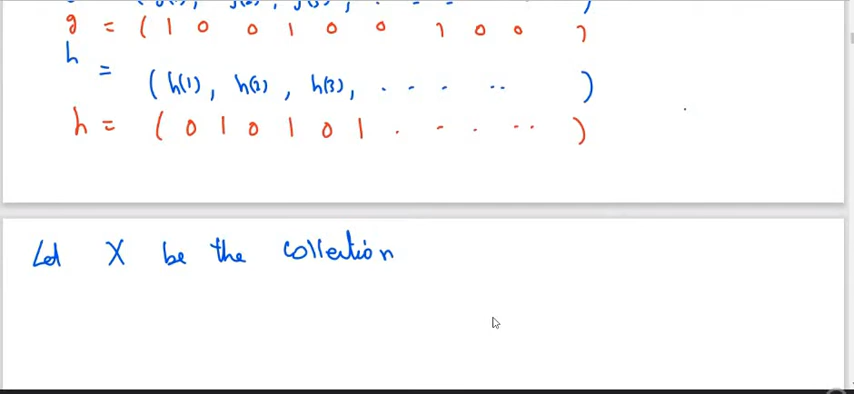 g = ( 1 0 0 1 0 0 1 0 0 )
h = ( h(1), h(2), h(3), . . . . .. )
h = ( 0 1 0 1 0 1 . . . .. )
Let X be the collection